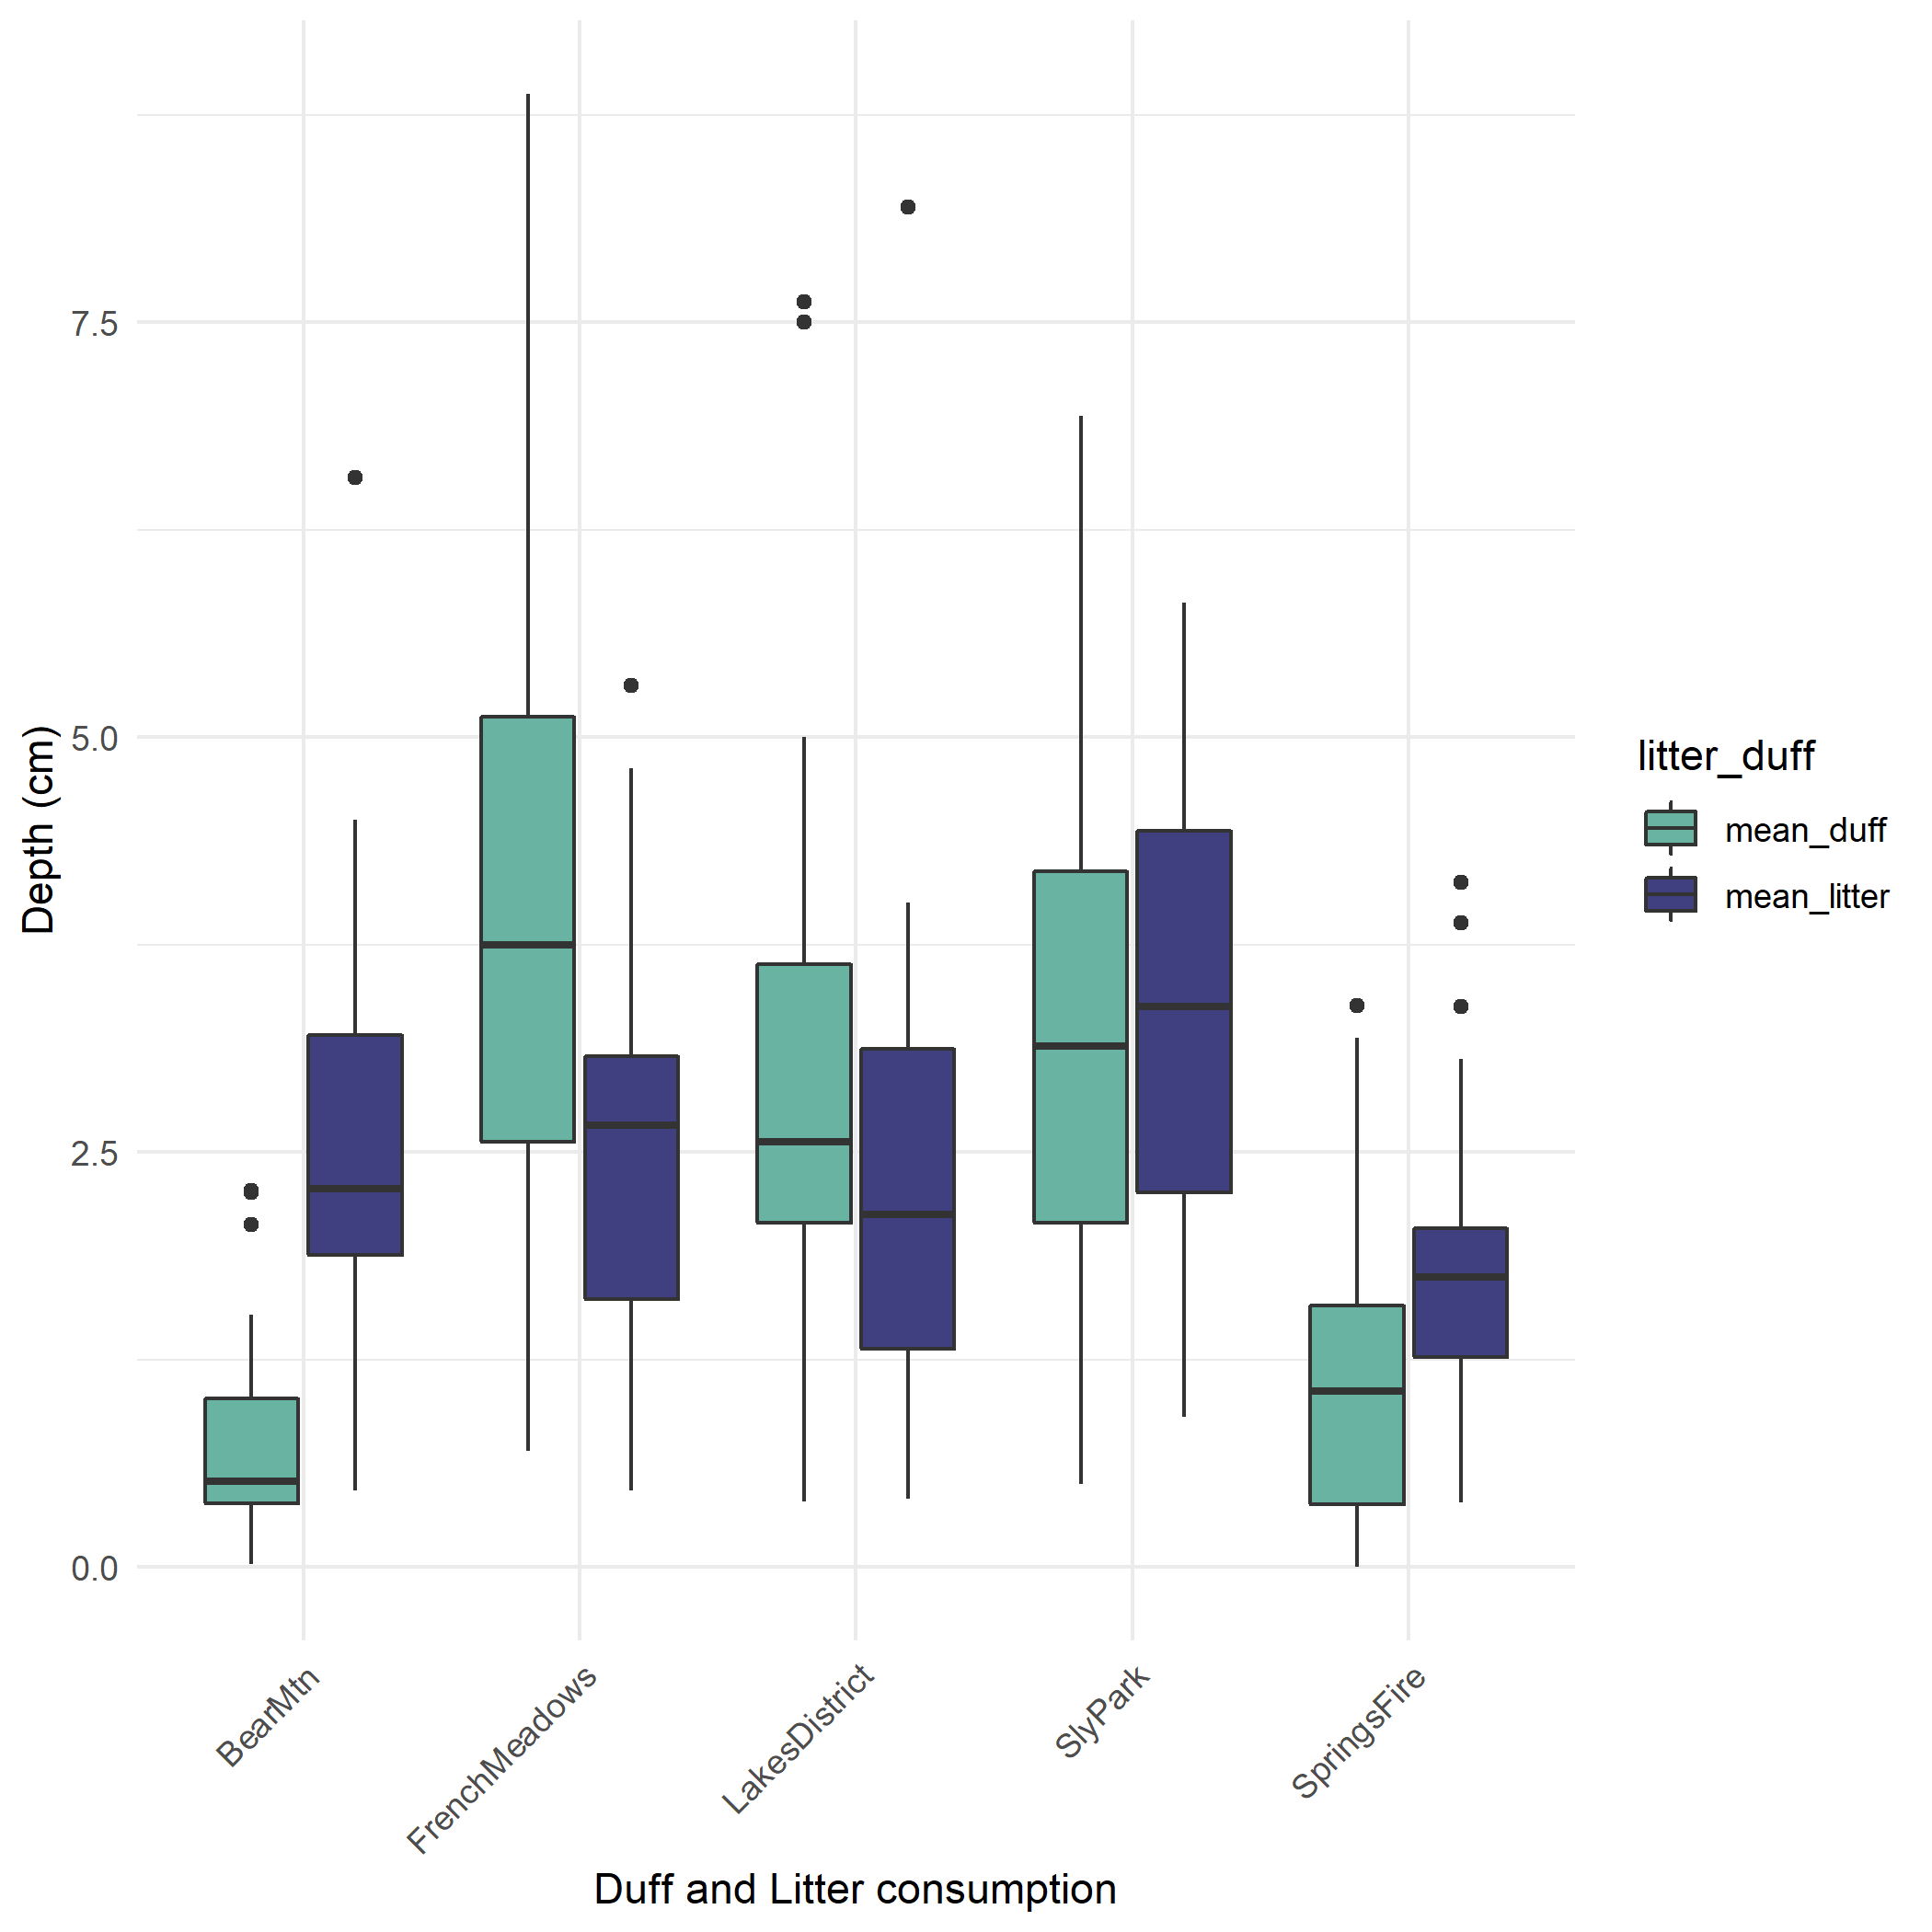 Depth (cm)
7.5
5.0
2.5
0.0
BearMtn
FrenchMeadows
LakesDistrict
SlyPark
SpringsFire
Duff and Litter consumption
litter_duff
mean_duff
mean_litter